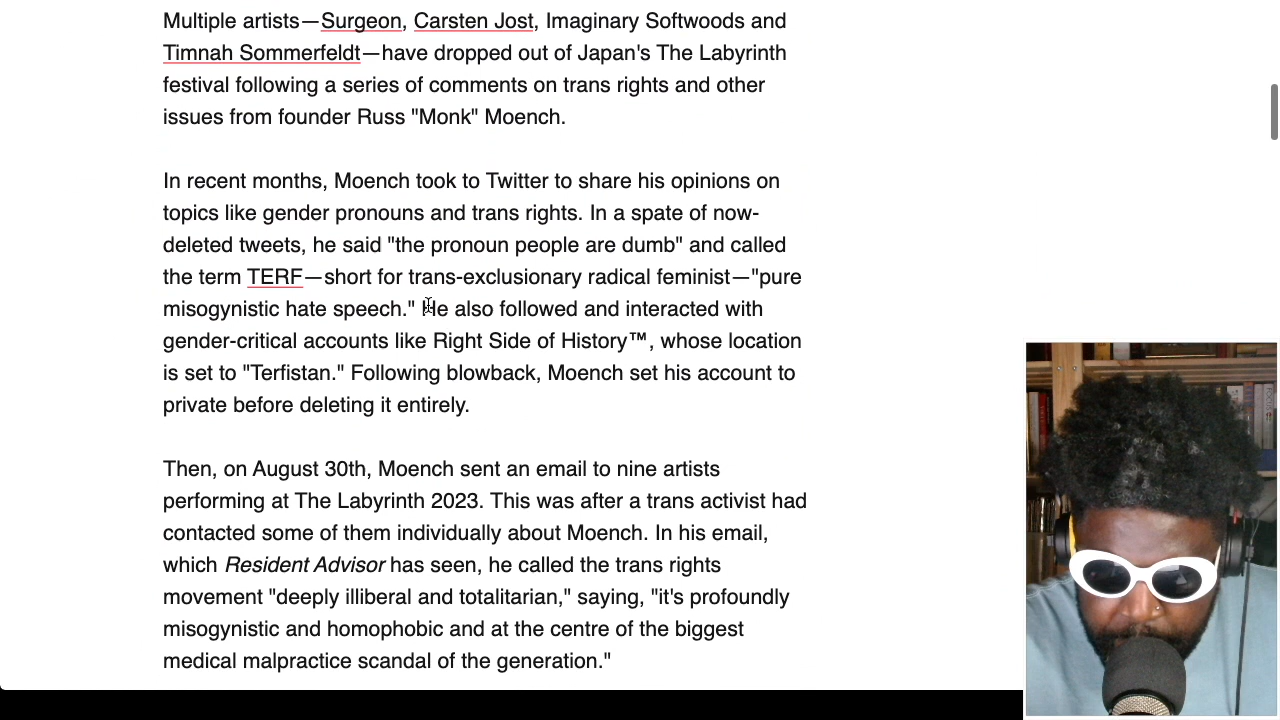 Multiple artists—Surgeon, Carsten Jost, Imaginary Softwoods and
Timnah Sommerfeldt—have dropped out of Japan's The Labyrinth
festival following a series of comments on trans rights and other
issues from founder Russ "Monk" Moench.
In recent months, Moench took to Twitter to share his opinions on
topics like gender pronouns and trans rights. In a spate of now-
deleted tweets, he said "the pronoun people are dumb" and called
the term TERF—short for trans-exclusionary radical feminist—"pure
misogynistic hate speech." He also followed and interacted with
gender-critical accounts like Right Side of History™, whose location
is set to "Terfistan." Following blowback, Moench set his account to
private before deleting it entirely.
Then, on August 30th, Moench sent an email to nine artists
performing at The Labyrinth 2023. This was after a trans activist had
contacted some of them individually about Moench. In his email,
which Resident Advisor has seen, he called the trans rights
movement "deeply illiberal and totalitarian," saying, "it's profoundly
misogynistic and homophobic and at the centre of the biggest
medical malpractice scandal of the generation."